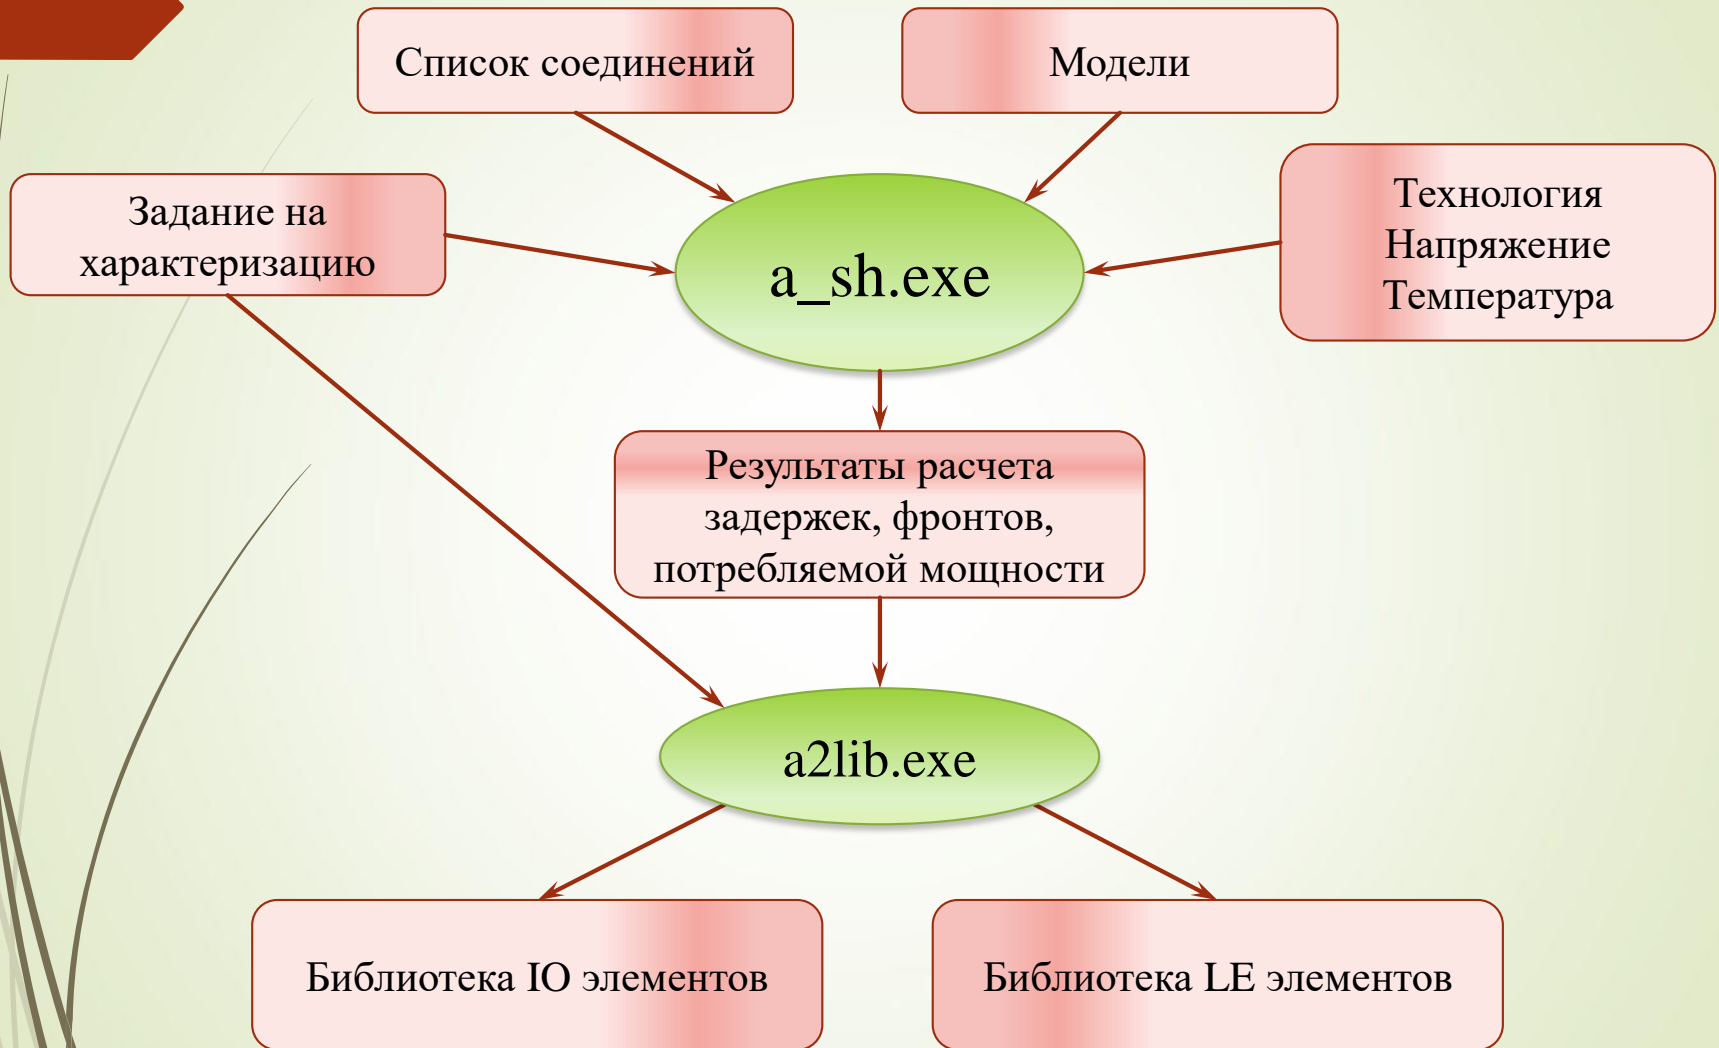 Список соединений
Модели
Задание на
характеризацию
a_sh.exe
Технология
Напряжение
Температура
Результаты расчета
задержек, фронтов,
потребляемой мощности
a2lib.exe
Библиотека IO элементов
Библиотека LE элементов